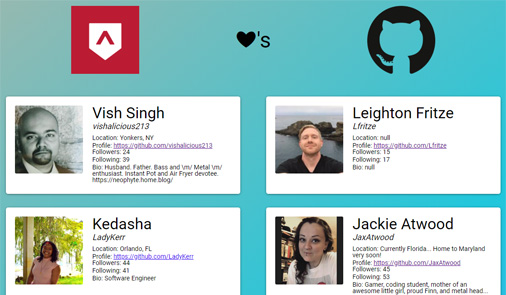 's
Vish Singh
vishalicious213
Location: Yonkers, NY
Profile: https://github.com/vishalicious213
Followers: 24
Following: 39
Bio: Husband. Father. Bass and \m/ Metal \m/
enthusiast. Instant Pot and Air Fryer devotee.
https://neophyte.home.blog/
Leighton Fritze
Lfritze
Location: null
Profile: https://github.com/Lfritze
Followers: 15
Following: 17
Bio: null
Kedasha
LadyKerr
Location: Orlando, FL
Profile: https://github.com/LadyKerr
Followers: 44
Following: 41
Bio: Software Engineer
Jackie Atwood
JaxAtwood
Location: Currently Florida... Home to Maryland
very soon!
Profile: https://github.com/JaxAtwood
Followers: 45
Following: 53
Bio: Gamer, coding student, mother of an
awesome little girl, proud Finn, and metal head...